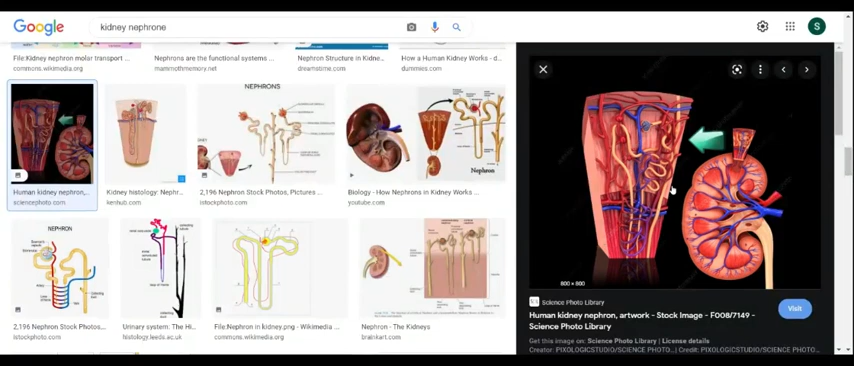 Google
kidney nephrone
S
File:Kidney nephron molar transport ...
commons.wikimedia.org
Nephrons are the functional systems ...
mammothmemory.net
Nephron Structure in Kidne...
dreamstime.com
How a Human Kidney Works - d...
dummies.com
Human kidney nephron,...
sciencephoto.com
Kidney histology: Nephr...
kenhub.com
NEPHRONS
2,196 Nephron Stock Photos, Pictures ...
istockphoto.com
Nephron
Biology - How Nephrons in Kidney Works ...
youtube.com
NEPHRON
2,196 Nephron Stock Photos,...
istockphoto.com
Urinary system. The Hi...
histology.leeds.ac.uk
File:Nephron in kidney.png - Wikimedia ...
commons.wikimedia.org
Nephron - The Kidneys
brainkart.com
800 × 800
Science Photo Library
Human kidney nephron, artwork - Stock Image - F008/7149 -
Science Photo Library
Visit
Get this image on: Science Photo Library | License details
Creator: PIXOLOGICSTUDIO/SCIENCE PHOTO... | Credit: PIXOLOGICSTUDIO/SCIENCE PHOTO...